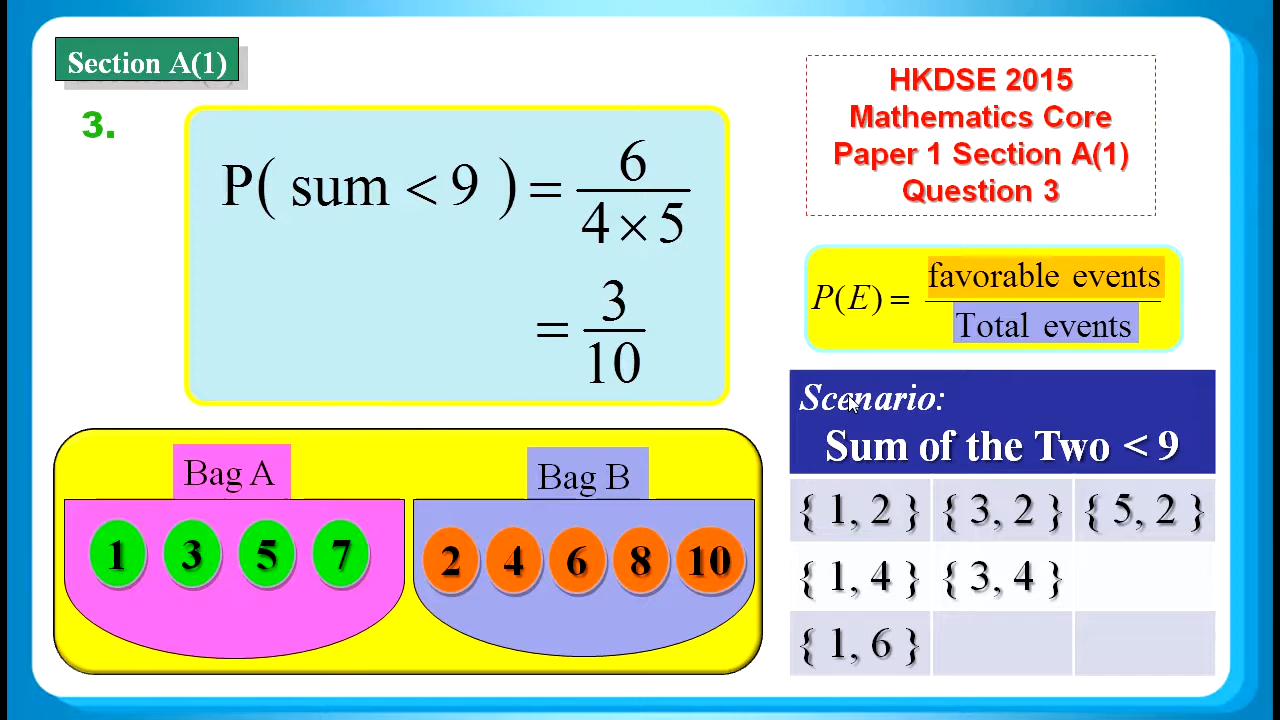 Section A(1)
3.
P( sum < 9 ) = 6 / 4 × 5
= 3 / 10
HKDSE 2015
Mathematics Core
Paper 1 Section A(1)
Question 3
P(E) = favorable events / Total events
Scenario:
Sum of the Two < 9
{ 1, 2 } { 3, 2 } { 5, 2 }
{ 1, 4 } { 3, 4 }
{ 1, 6 }
Bag A
1 3 5 7
Bag B
2 4 6 8 10